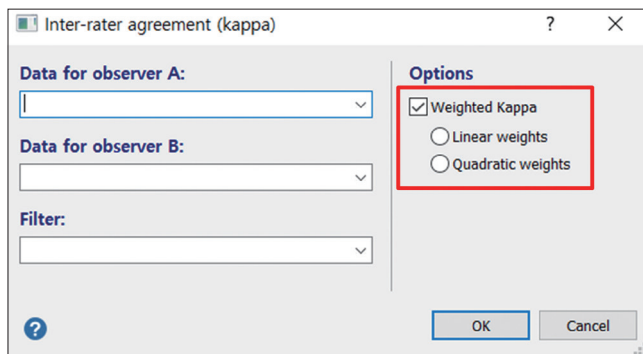 Inter-rater agreement (kappa)
Data for observer A:
Data for observer B:
Filter:
Options
Weighted Kappa
Linear weights
Quadratic weights
OK
Cancel